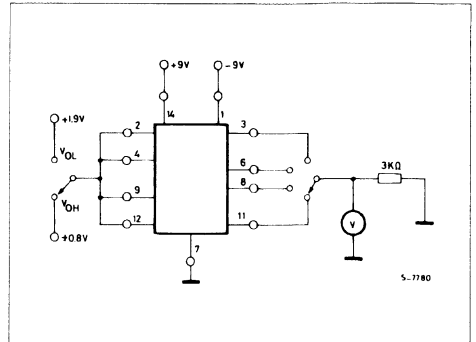 +9V -9V
14 1
+1.9V 2 3
V_OL 4 6
3KΩ
9 8
V_OH 12 11
+0.8V 7 V
S-7780